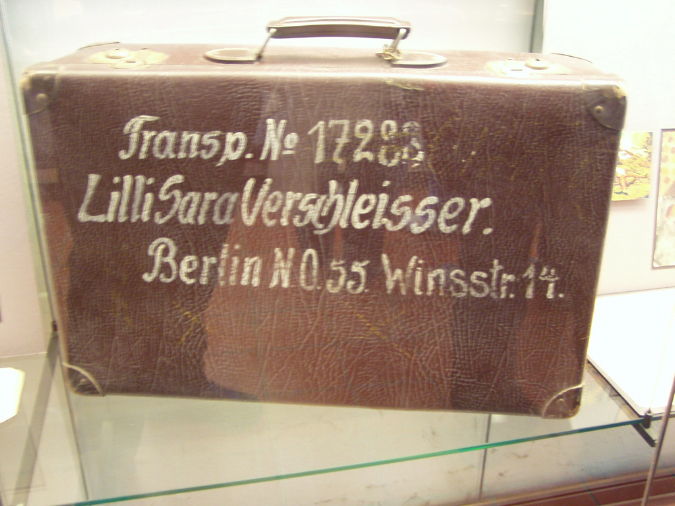 Transp. № 17288
Lilli Sara Verschleisser.
Berlin N.O.55. Winsstr. 14.